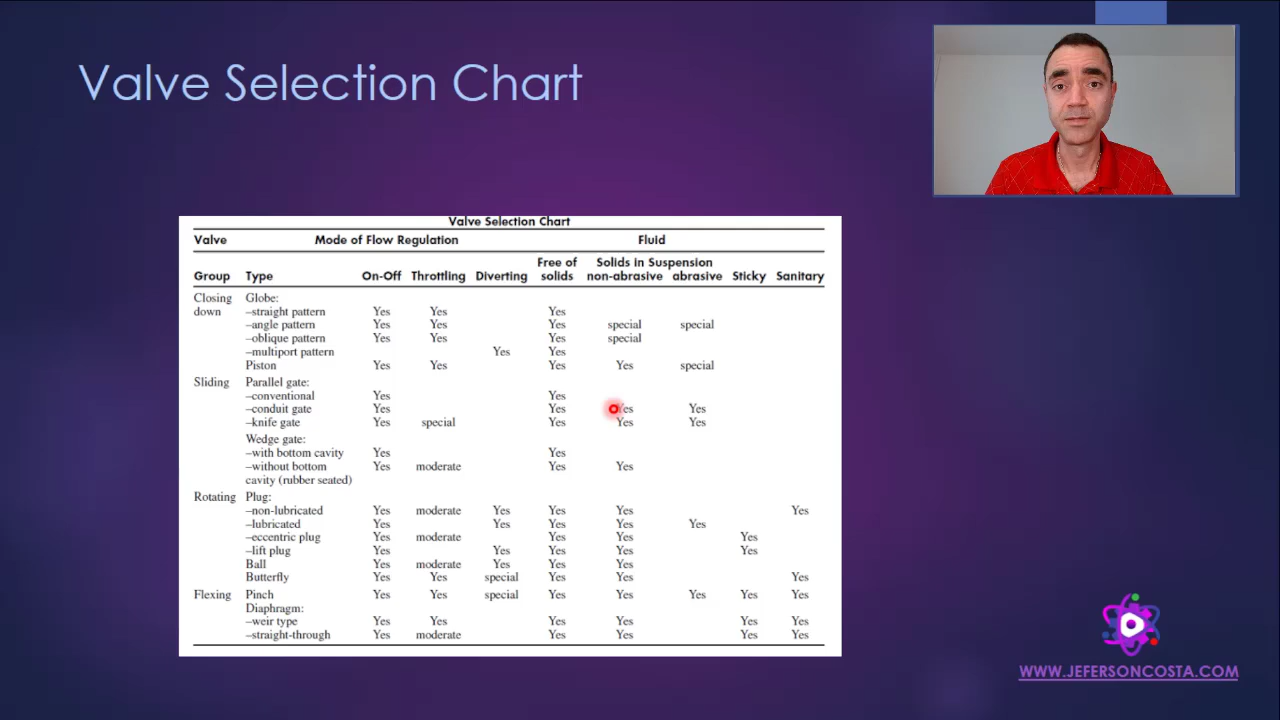 Valve Selection Chart
Valve Selection Chart
Valve Mode of Flow Regulation Fluid
Free of Solids in Suspension
Group Type On-Off Throttling Diverting solids non-abrasive abrasive Sticky Sanitary
Closing Globe:
down –straight pattern Yes Yes Yes
–angle pattern Yes Yes Yes special special
–oblique pattern Yes Yes Yes special
–multiport pattern Yes Yes
Piston Yes Yes Yes Yes special
Sliding Parallel gate:
–conventional Yes Yes
–conduit gate Yes Yes Yes Yes
–knife gate Yes special Yes Yes Yes
Wedge gate:
–with bottom cavity Yes Yes
–without bottom Yes moderate Yes Yes
cavity (rubber seated)
Rotating Plug:
–non-lubricated Yes moderate Yes Yes Yes Yes
–lubricated Yes Yes Yes Yes Yes
–eccentric plug Yes moderate Yes Yes Yes
–lift plug Yes Yes Yes Yes Yes
Ball Yes moderate Yes Yes Yes
Butterfly Yes Yes special Yes Yes Yes
Flexing Pinch Yes Yes special Yes Yes Yes Yes Yes
Diaphragm:
–weir type Yes Yes Yes Yes Yes Yes
–straight-through Yes moderate Yes Yes Yes Yes
WWW.JEFERSONCOSTA.COM